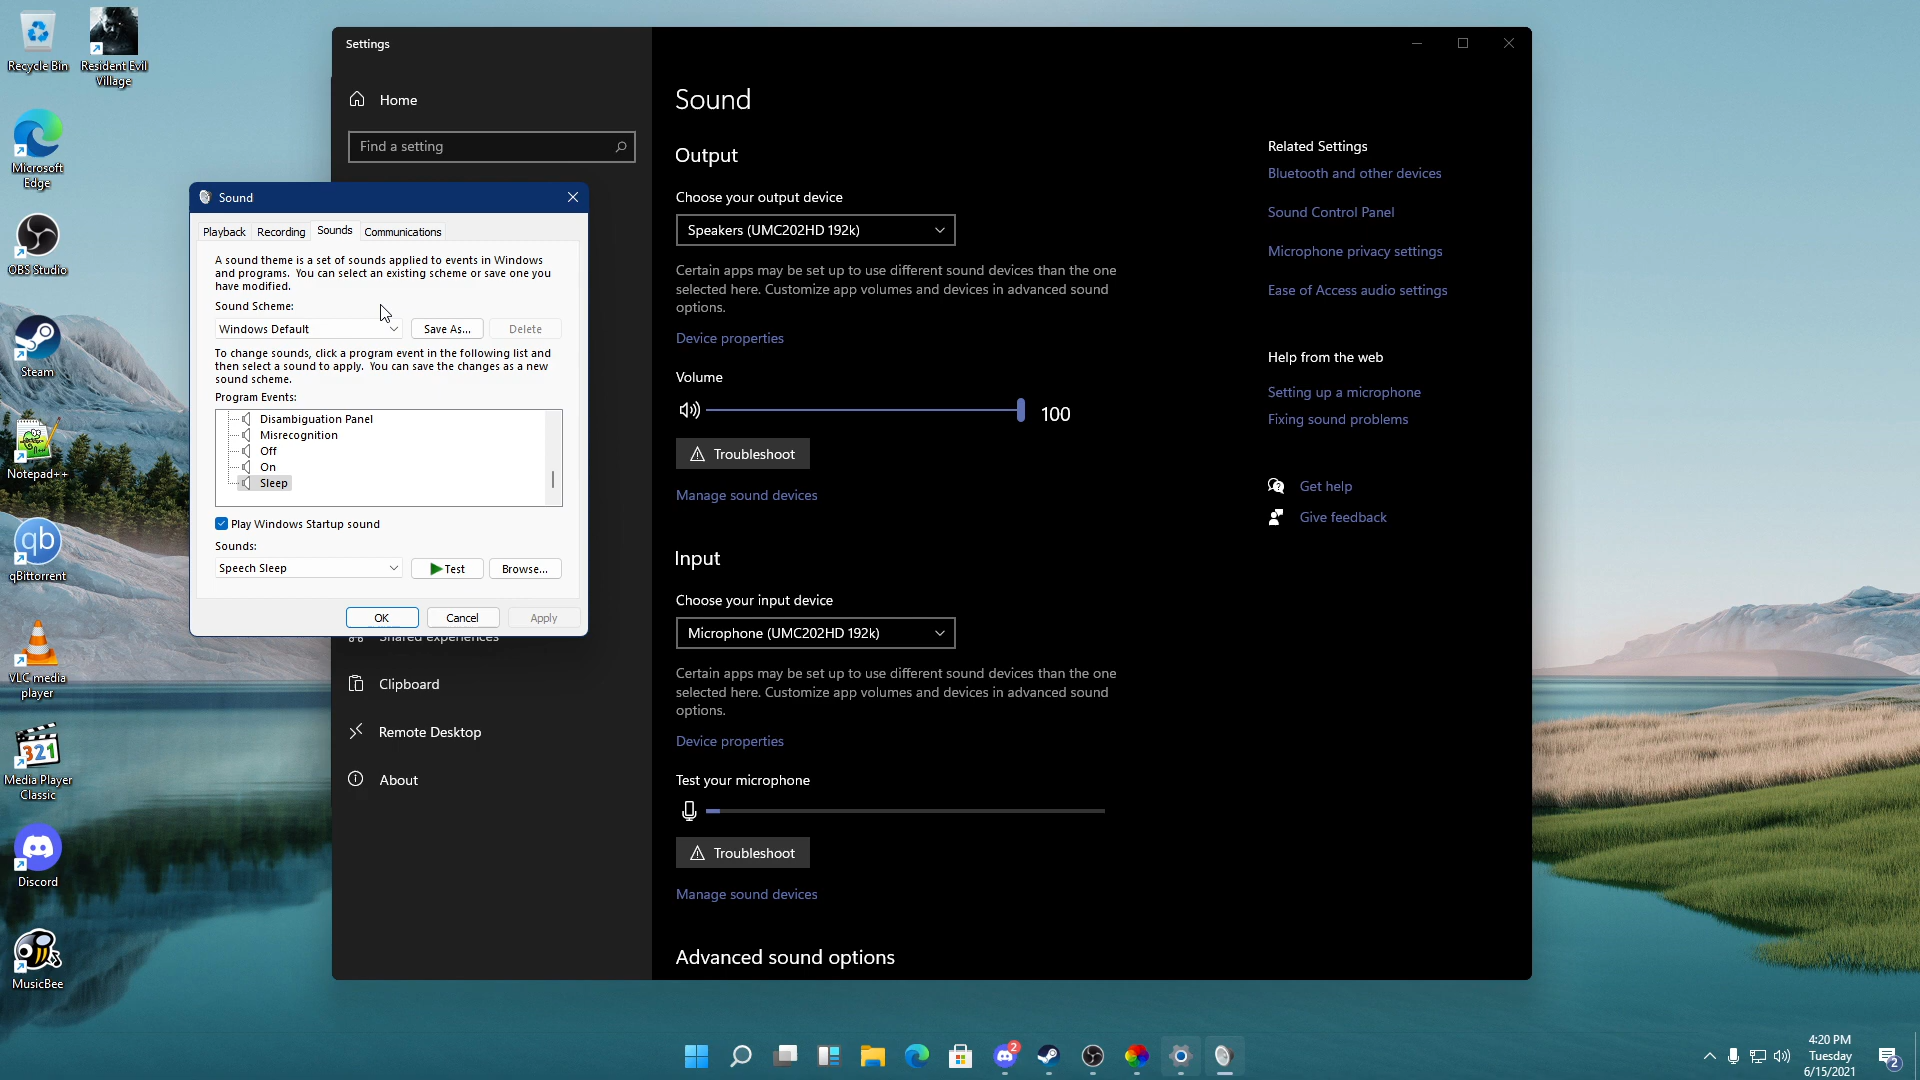 Recycle Bin
Resident Evil
Village
Microsoft
Edge
OBS Studio
Steam
Notepad++
qb
qBittorrent
VLC media
player
321
Media Player
Classic
Discord
MusicBee
Settings
Home
Find a setting
Shared experiences
Clipboard
Remote Desktop
About
Sound
Playback
Recording
Sounds
Communications
A sound theme is a set of sounds applied to events in Windows
and programs. You can select an existing scheme or save one you
have modified.
Sound Scheme:
Windows Default
Save As...
Delete
To change sounds, click a program event in the following list and
then select a sound to apply. You can save the changes as a new
sound scheme.
Program Events:
Disambiguation Panel
Misrecognition
Off
On
Sleep
Play Windows Startup sound
Sounds:
Speech Sleep
Test
Browse...
OK
Cancel
Apply
Sound
Output
Choose your output device
Speakers (UMC202HD 192k)
Certain apps may be set up to use different sound devices than the one
selected here. Customize app volumes and devices in advanced sound
options.
Device properties
Volume
100
Troubleshoot
Manage sound devices
Input
Choose your input device
Microphone (UMC202HD 192k)
Certain apps may be set up to use different sound devices than the one
selected here. Customize app volumes and devices in advanced sound
options.
Device properties
Test your microphone
Troubleshoot
Manage sound devices
Advanced sound options
Related Settings
Bluetooth and other devices
Sound Control Panel
Microphone privacy settings
Ease of Access audio settings
Help from the web
Setting up a microphone
Fixing sound problems
Get help
Give feedback
2
4:20 PM
Tuesday
6/15/2021
2